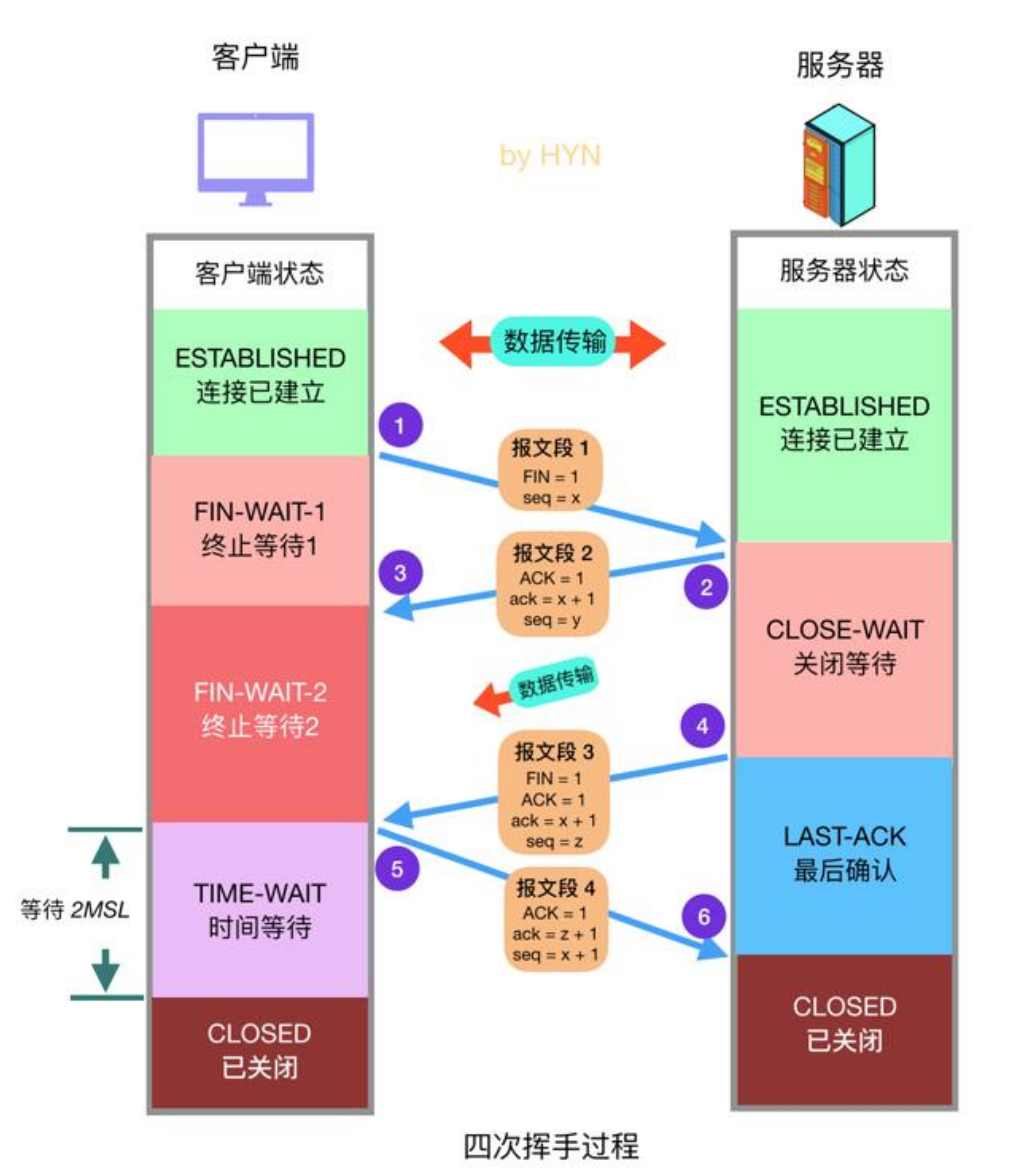 客户端
服务器
by HYN
客户端状态
服务器状态
数据传输
ESTABLISHED
连接已建立
ESTABLISHED
连接已建立
1
报文段 1
FIN = 1
seq = x
FIN-WAIT-1
终止等待1
报文段 2
ACK = 1
ack = x + 1
seq = y
3
2
CLOSE-WAIT
关闭等待
FIN-WAIT-2
终止等待2
数据传输
4
报文段 3
FIN = 1
ACK = 1
ack = x + 1
seq = z
LAST-ACK
最后确认
5
TIME-WAIT
时间等待
等待 2MSL
报文段 4
ACK = 1
ack = z + 1
seq = x + 1
6
CLOSED
已关闭
CLOSED
已关闭
四次挥手过程